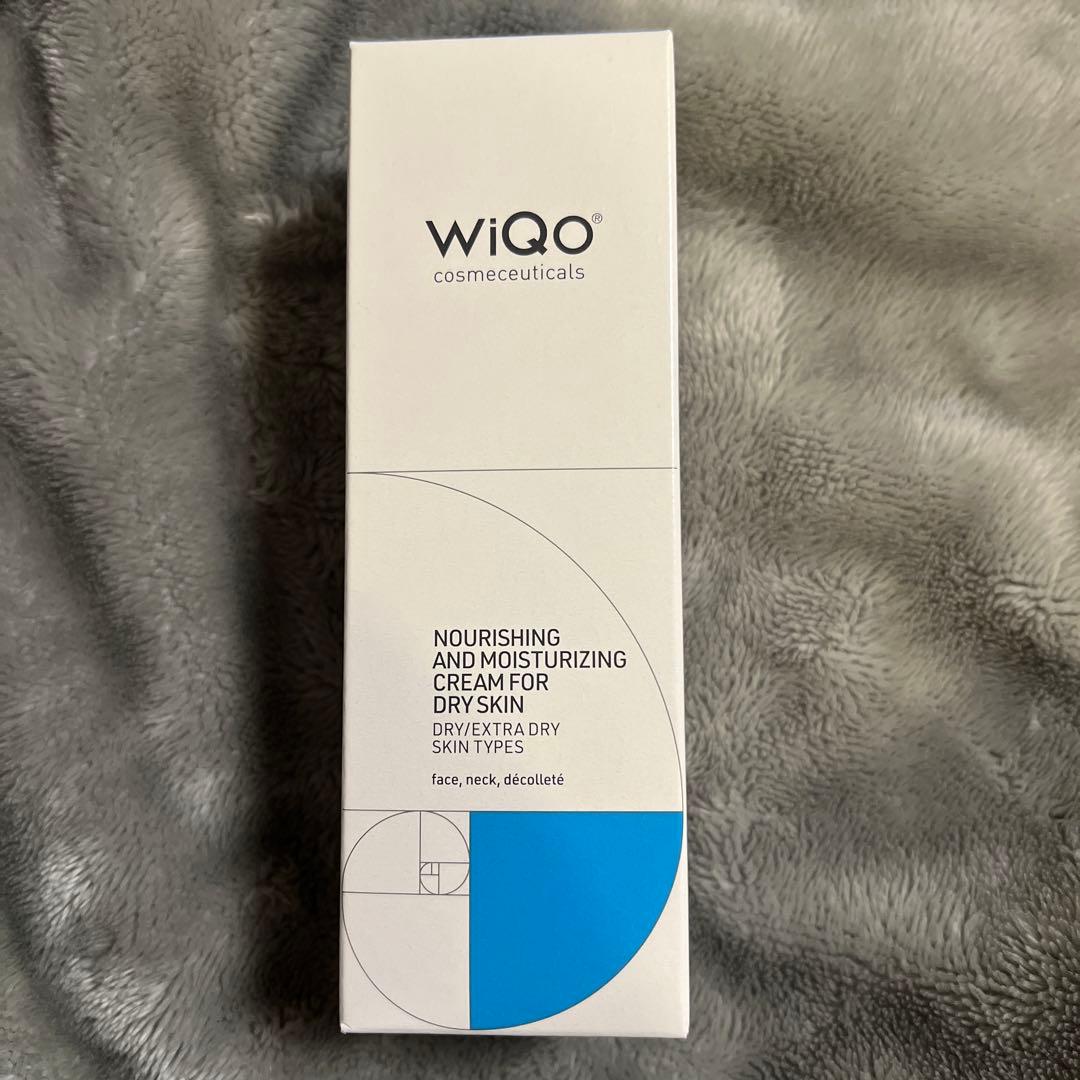 WiQO®
cosmeceuticals
NOURISHING
AND MOISTURIZING
CREAM FOR
DRY SKIN
DRY/EXTRA DRY
SKIN TYPES
face, neck, décolleté